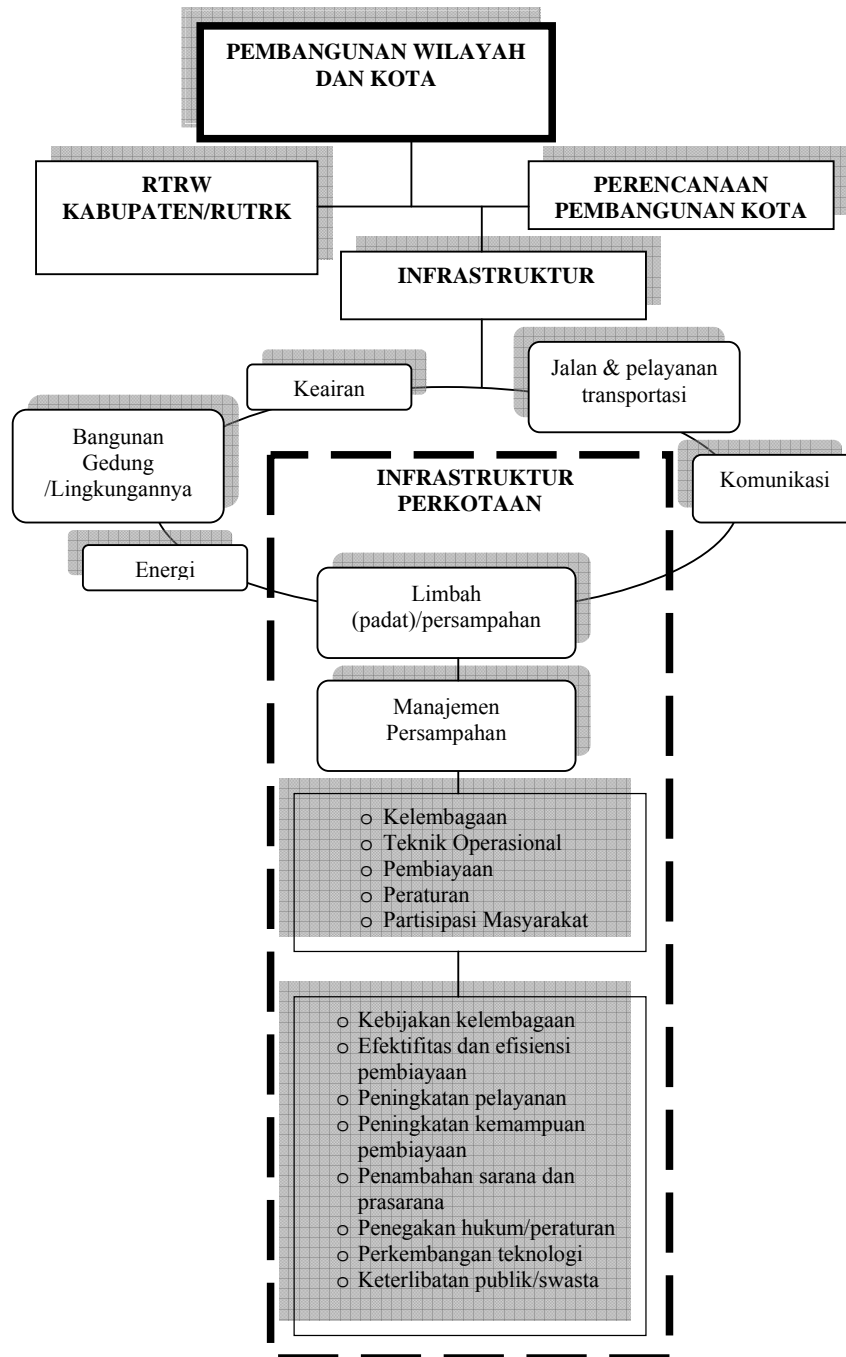 PEMBANGUNAN WILAYAH
DAN KOTA
RTRW
KABUPATEN/RUTRK
PERENCANAAN
PEMBANGUNAN KOTA
INFRASTRUKTUR
Keairan
Jalan & pelayanan
transportasi
Bangunan
Gedung
/Lingkungannya
Komunikasi
Energi
INFRASTRUKTUR
PERKOTAAN
Limbah
(padat)/persampahan
Manajemen
Persampahan
o Kelembagaan
o Teknik Operasional
o Pembiayaan
o Peraturan
o Partisipasi Masyarakat
o Kebijakan kelembagaan
o Efektifitas dan efisiensi
pembiayaan
o Peningkatan pelayanan
o Peningkatan kemampuan
pembiayaan
o Penambahan sarana dan
prasarana
o Penegakan hukum/peraturan
o Perkembangan teknologi
o Keterlibatan publik/swasta